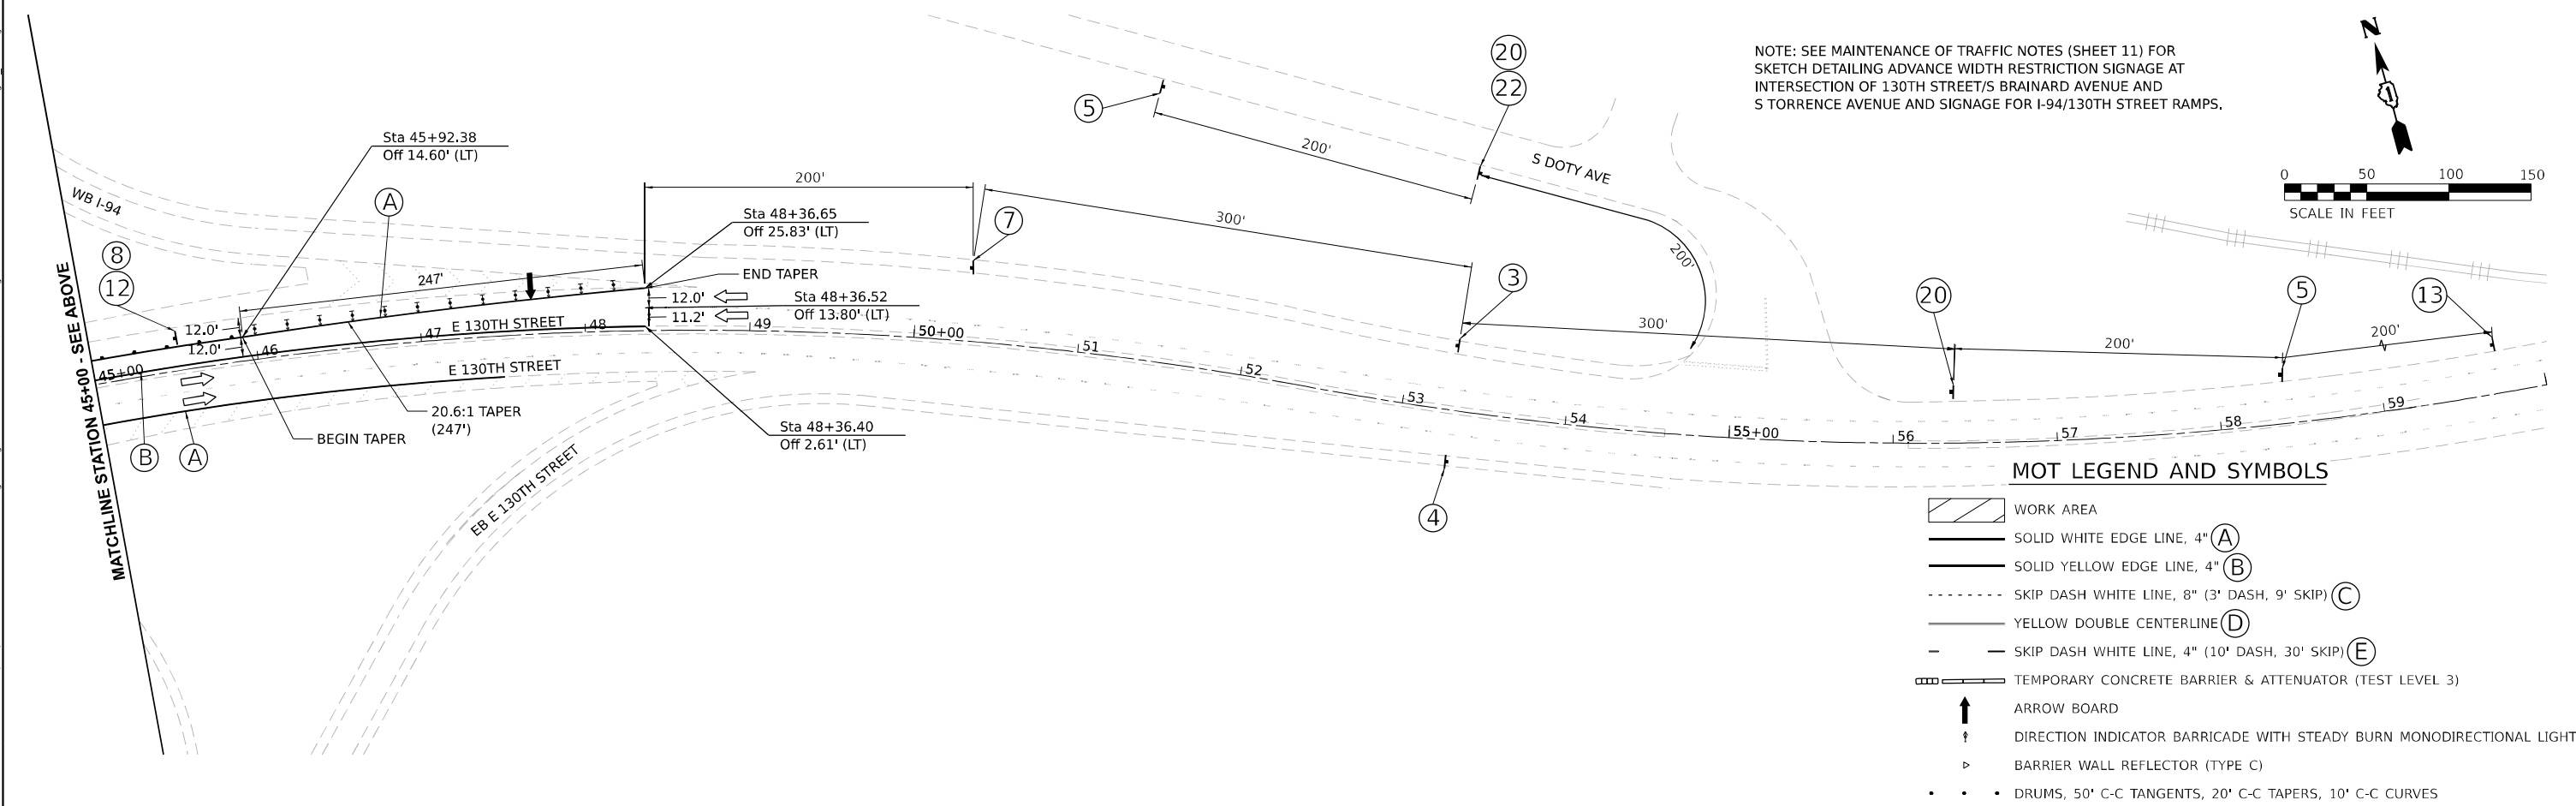 NOTE: SEE MAINTENANCE OF TRAFFIC NOTES (SHEET 11) FOR
SKETCH DETAILING ADVANCE WIDTH RESTRICTION SIGNAGE AT
INTERSECTION OF 130TH STREET/S BRAINARD AVENUE AND
S TORRENCE AVENUE AND SIGNAGE FOR I-94/130TH STREET RAMPS.
N
0 50 100 150
SCALE IN FEET
20
22
5
200'
S DOTY AVE
200'
Sta 45+92.38
Off 14.60' (LT)
WB I-94
A
200'
Sta 48+36.65
Off 25.83' (LT)
7
300'
8
12
247'
END TAPER
12.0'
Sta 48+36.52
Off 13.80' (LT)
11.2'
3
300'
20
200'
5
200'
13
12.0'
12.0'
E 130TH STREET
45+00
46
47
48
49
50+00
51
52
53
54
55+00
56
57
58
59
E 130TH STREET
20.6:1 TAPER
(247')
BEGIN TAPER
B
A
Sta 48+36.40
Off 2.61' (LT)
EB E 130TH STREET
4
MATCHLINE STATION 45+00 - SEE ABOVE
MOT LEGEND AND SYMBOLS
WORK AREA
SOLID WHITE EDGE LINE, 4" A
SOLID YELLOW EDGE LINE, 4" B
SKIP DASH WHITE LINE, 8" (3' DASH, 9' SKIP) C
YELLOW DOUBLE CENTERLINE D
SKIP DASH WHITE LINE, 4" (10' DASH, 30' SKIP) E
TEMPORARY CONCRETE BARRIER & ATTENUATOR (TEST LEVEL 3)
ARROW BOARD
DIRECTION INDICATOR BARRICADE WITH STEADY BURN MONODIRECTIONAL LIGHT
BARRIER WALL REFLECTOR (TYPE C)
DRUMS, 50' C-C TANGENTS, 20' C-C TAPERS, 10' C-C CURVES